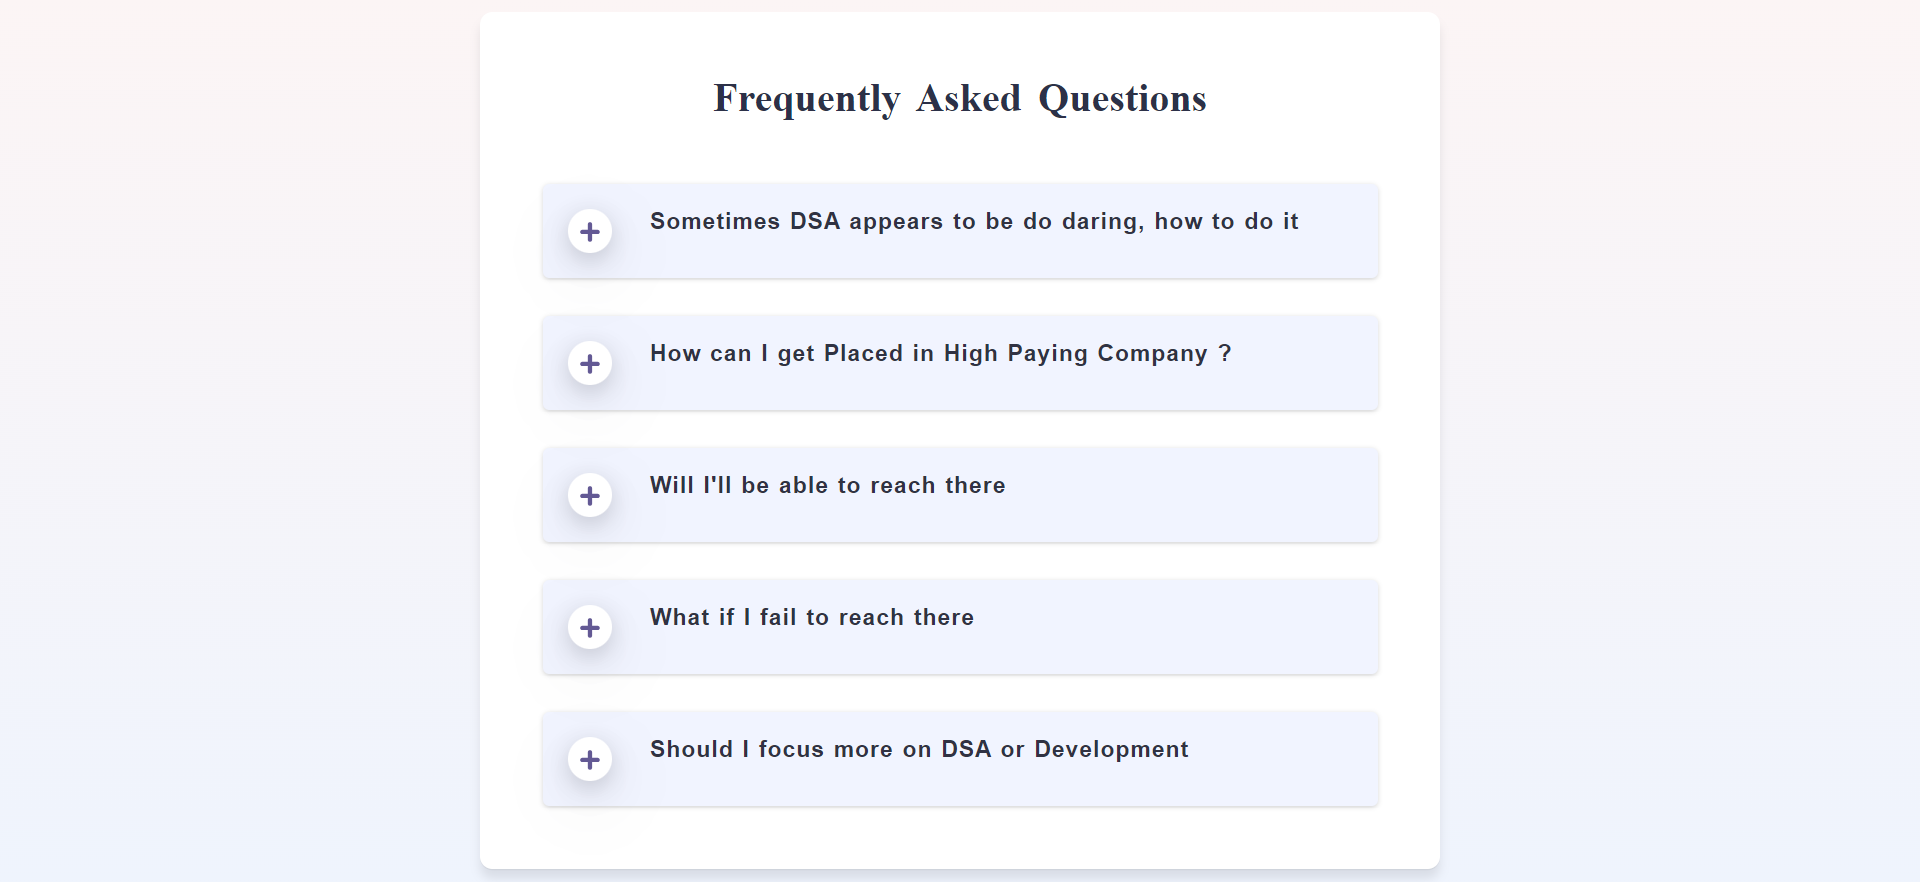 Frequently Asked Questions
Sometimes DSA appears to be do daring, how to do it
How can I get Placed in High Paying Company ?
Will I'll be able to reach there
What if I fail to reach there
Should I focus more on DSA or Development